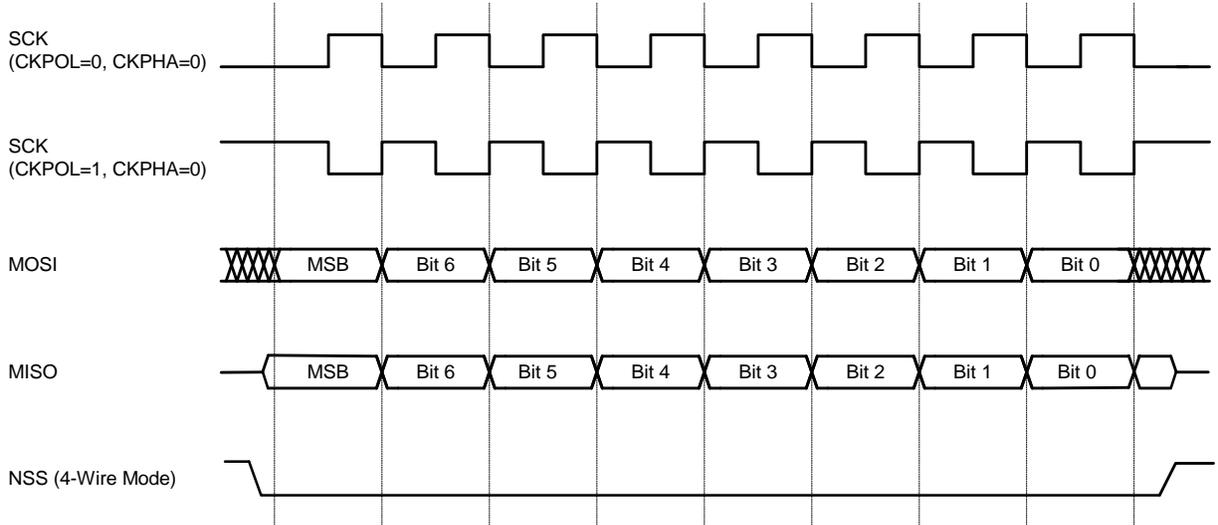 SCK
(CKPOL=0, CKPHA=0)
SCK
(CKPOL=1, CKPHA=0)
MOSI
MSB Bit 6 Bit 5 Bit 4 Bit 3 Bit 2 Bit 1 Bit 0
MISO
MSB Bit 6 Bit 5 Bit 4 Bit 3 Bit 2 Bit 1 Bit 0
NSS (4-Wire Mode)